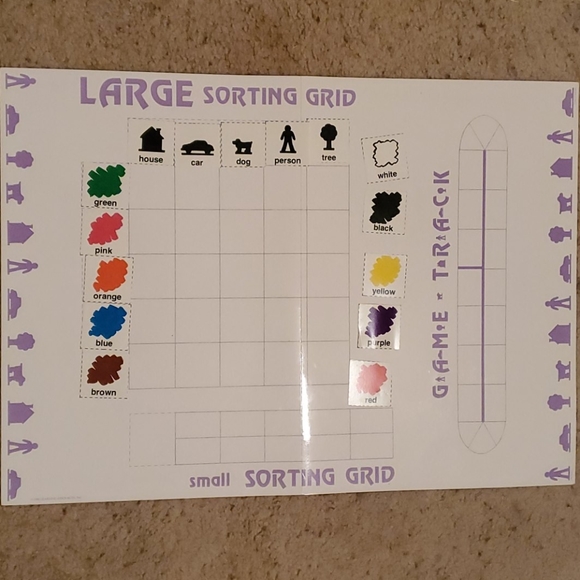 LARGE SORTING GRID
house
car
dog
person
tree
white
green
black
pink
orange
yellow
blue
purple
brown
red
GAME TRACK
small SORTING GRID